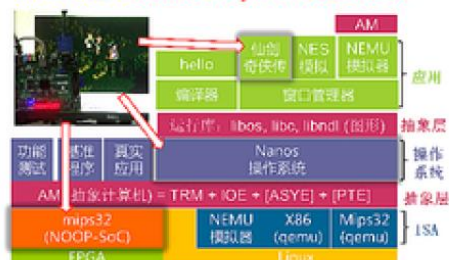 AM
仙剑
奇侠传
NES
模拟
NEMU
模拟器
hello
应用
编译器
窗口管理器
运行库: libos, libc, libndl (图形)
抽象层
功能
测试
基准
程序
真实
应用
Nanos
操作系统
操作
系统
AM(抽象计算机) = TRM + IOE + [ASYE] + [PTE]
抽象层
mips32
(NOOP-SoC)
NEMU
模拟器
X86
(qemu)
Mips32
(qemu)
ISA
FPGA
Linux